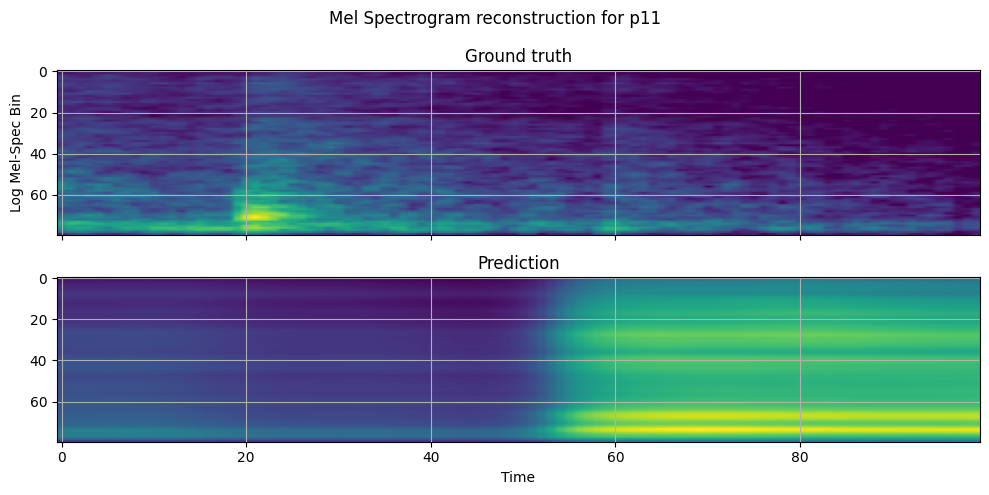 Mel Spectrogram reconstruction for p11
Ground truth
0
20
40
60
Log Mel-Spec Bin
Prediction
0
20
40
60
0 20 40 60 80
Time